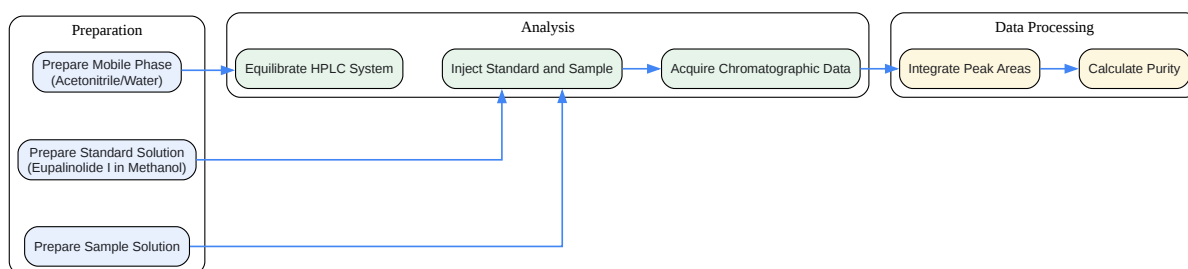 Preparation
Prepare Mobile Phase
(Acetonitrile/Water)
Prepare Standard Solution
(Eupalinolide I in Methanol)
Prepare Sample Solution
Analysis
Equilibrate HPLC System
Inject Standard and Sample
Acquire Chromatographic Data
Data Processing
Integrate Peak Areas
Calculate Purity